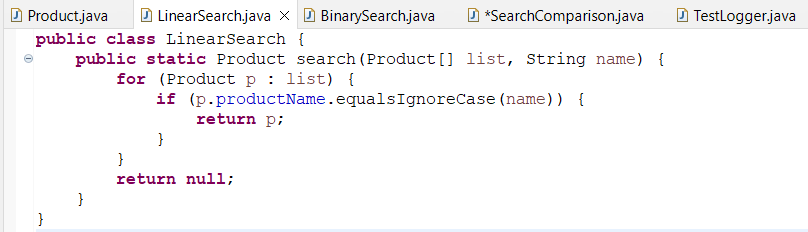 Product.java LinearSearch.java BinarySearch.java *SearchComparison.java TestLogger.java
public class LinearSearch {
    public static Product search(Product[] list, String name) {
        for (Product p : list) {
            if (p.productName.equalsIgnoreCase(name)) {
                return p;
            }
        }
        return null;
    }
}